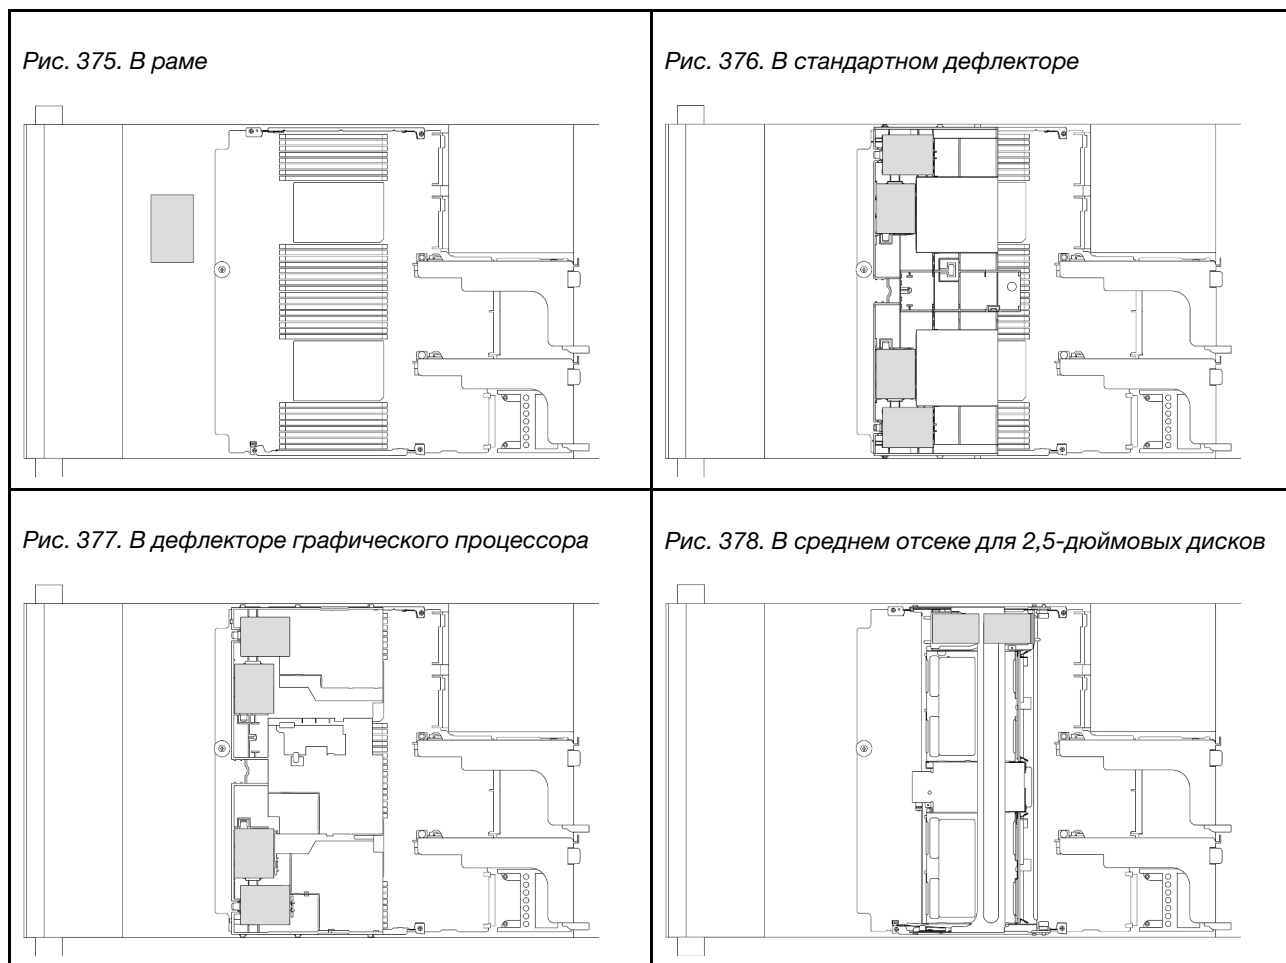 Рис. 375. В раме
Рис. 376. В стандартном дефлекторе
Рис. 377. В дефлекторе графического процессора
Рис. 378. В среднем отсеке для 2,5-дюймовых дисков